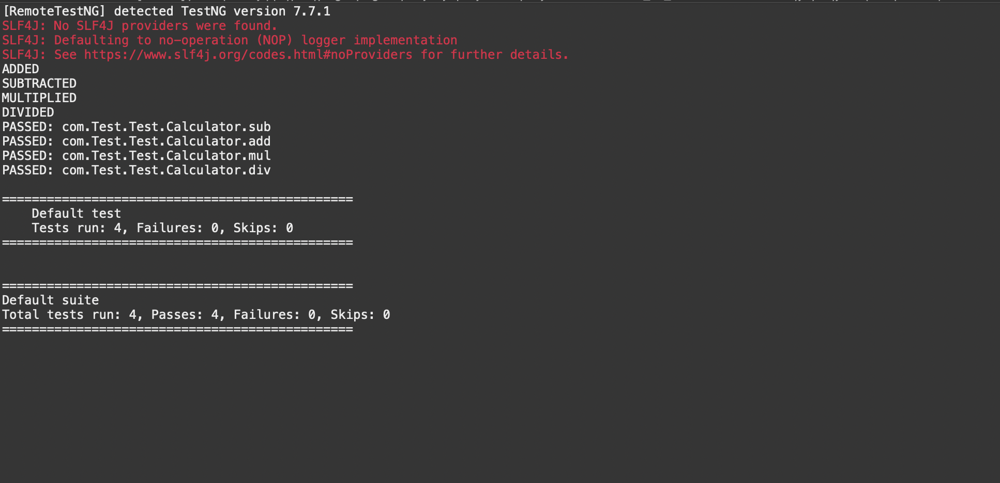 [RemoteTestNG] detected TestNG version 7.7.1
SLF4J: No SLF4J providers were found.
SLF4J: Defaulting to no-operation (NOP) logger implementation
SLF4J: See https://www.slf4j.org/codes.html#noProviders for further details.
ADDED
SUBTRACTED
MULTIPLIED
DIVIDED
PASSED: com.Test.Test.Calculator.sub
PASSED: com.Test.Test.Calculator.add
PASSED: com.Test.Test.Calculator.mul
PASSED: com.Test.Test.Calculator.div
===============================================
    Default test
    Tests run: 4, Failures: 0, Skips: 0
===============================================
===============================================
Default suite
Total tests run: 4, Passes: 4, Failures: 0, Skips: 0
===============================================